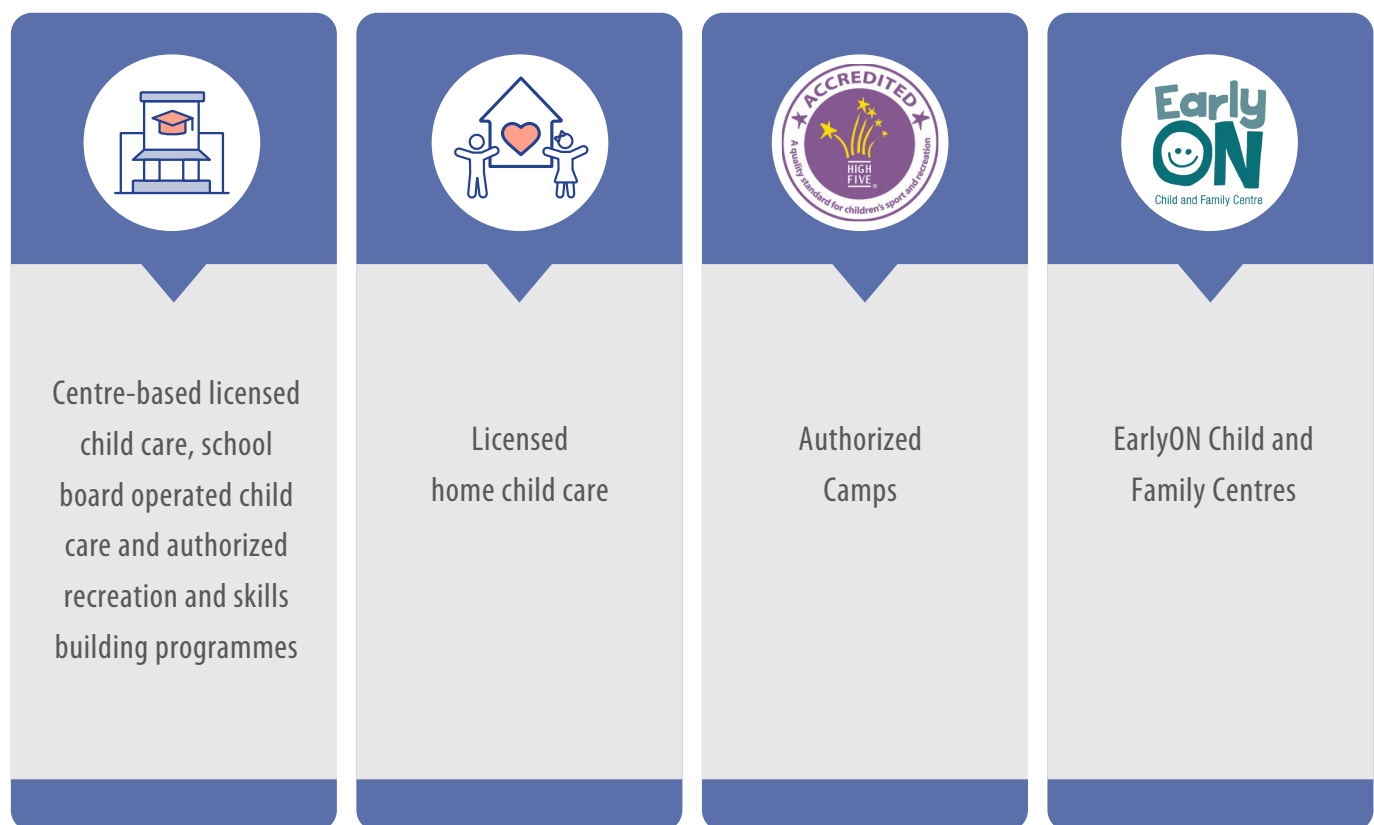 ACCREDITED
HIGH
FIVE®
A quality standard for children's sport and recreation
Early
ON
Child and Family Centre
Centre-based licensed
child care, school
board operated child
care and authorized
recreation and skills
building programmes
Licensed
home child care
Authorized
Camps
EarlyON Child and
Family Centres